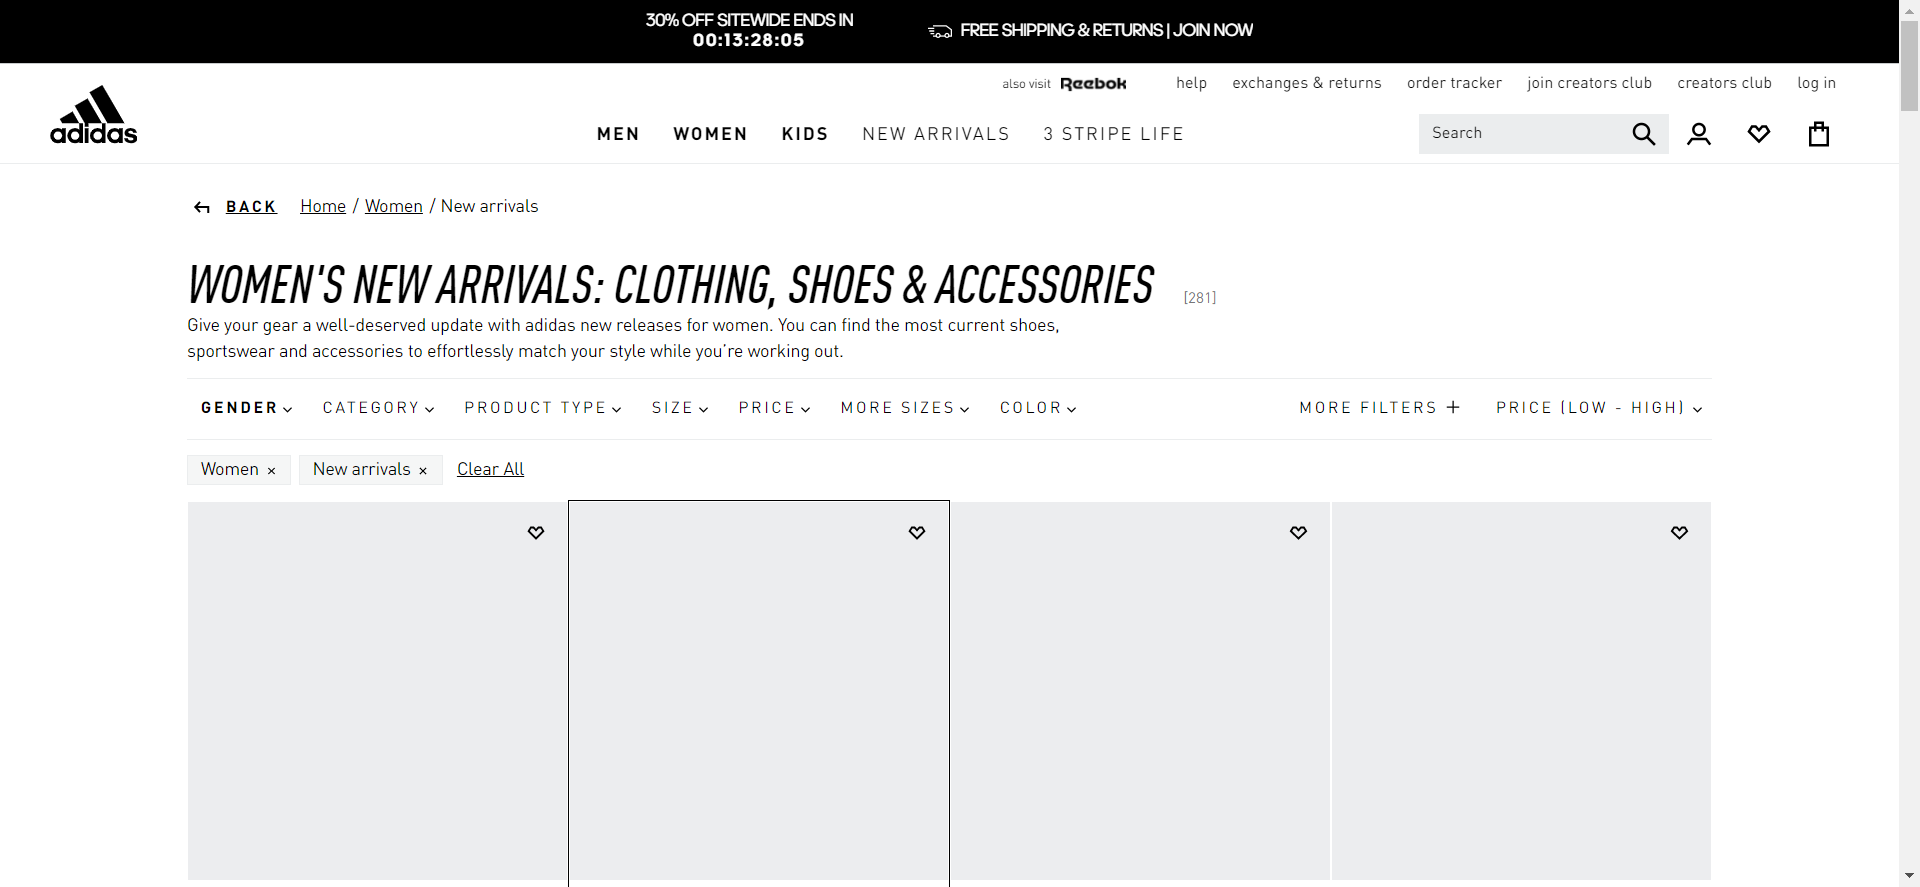 30% OFF SITEWIDE ENDS IN
00:13:28:05
FREE SHIPPING & RETURNS | JOIN NOW
also visit Reebok
help
exchanges & returns
order tracker
join creators club
creators club
log in
adidas
MEN
WOMEN
KIDS
NEW ARRIVALS
3 STRIPE LIFE
Search
BACK
Home / Women / New arrivals
WOMEN'S NEW ARRIVALS: CLOTHING, SHOES & ACCESSORIES [281]
Give your gear a well-deserved update with adidas new releases for women. You can find the most current shoes,
sportswear and accessories to effortlessly match your style while you’re working out.
GENDER
CATEGORY
PRODUCT TYPE
SIZE
PRICE
MORE SIZES
COLOR
MORE FILTERS
PRICE (LOW - HIGH)
Women ×
New arrivals ×
Clear All